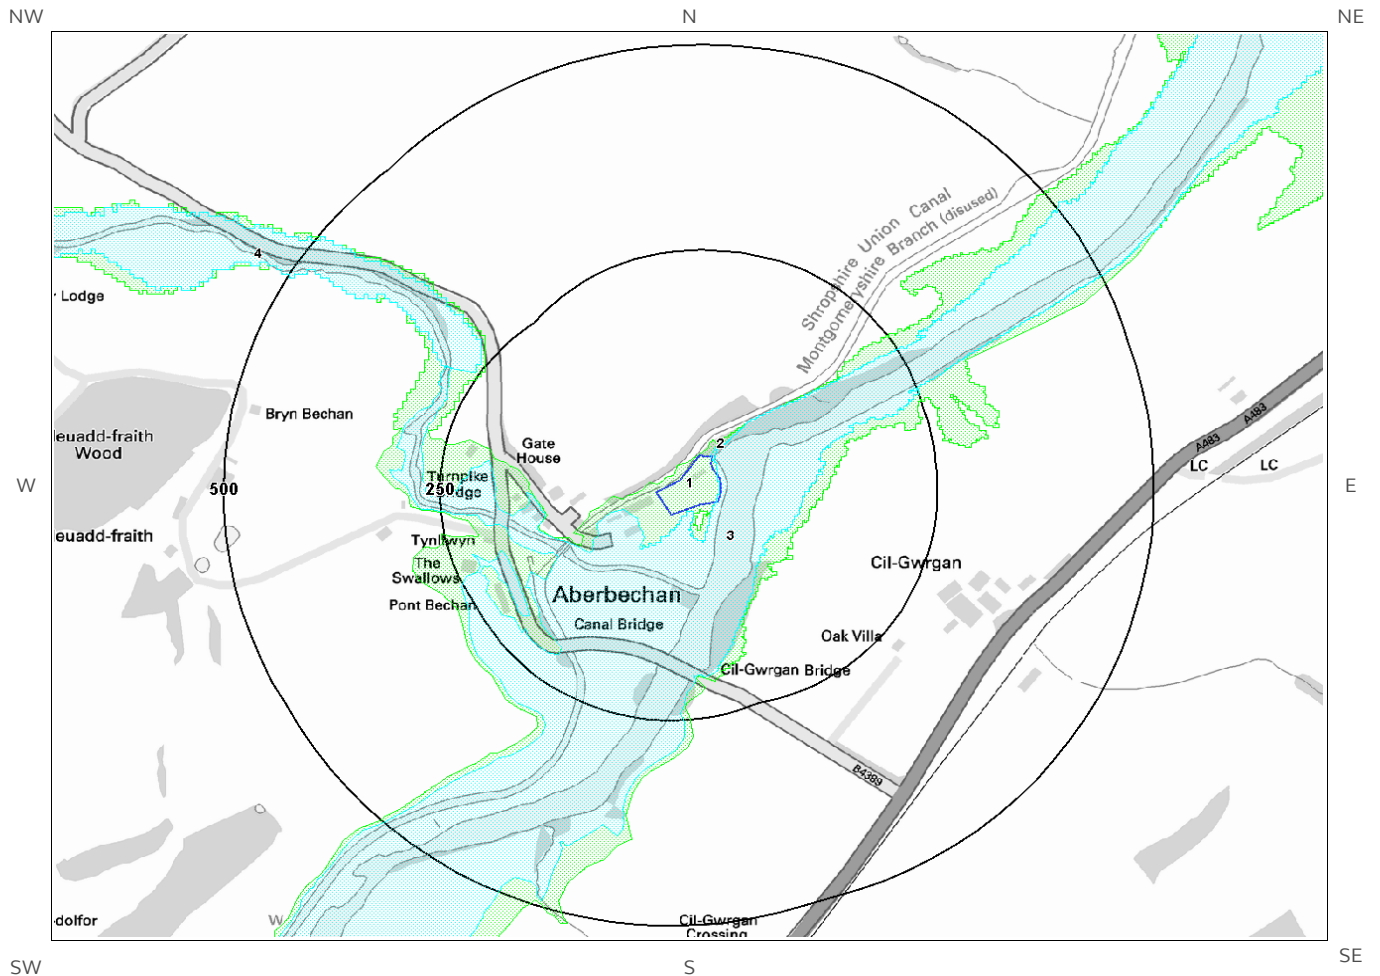 NW
N
NE
Shropshire Union Canal
Montgomeryshire Branch (disused)
4
Lodge
Bryn Bechan
A483
A483
leuadd-fraith
Wood
Gate
House
2
LC
LC
W
500
250
Turnpike
Lodge
1
E
euadd-fraith
Tynllwyn
3
The
Swallows
Cil-Gwrgan
Pont Bechan
Aberbechan
Canal Bridge
Oak Villa
Cil-Gwrgan Bridge
B4389
dolfor
W
Cil-Gwrgan
Crossing
SW
S
SE